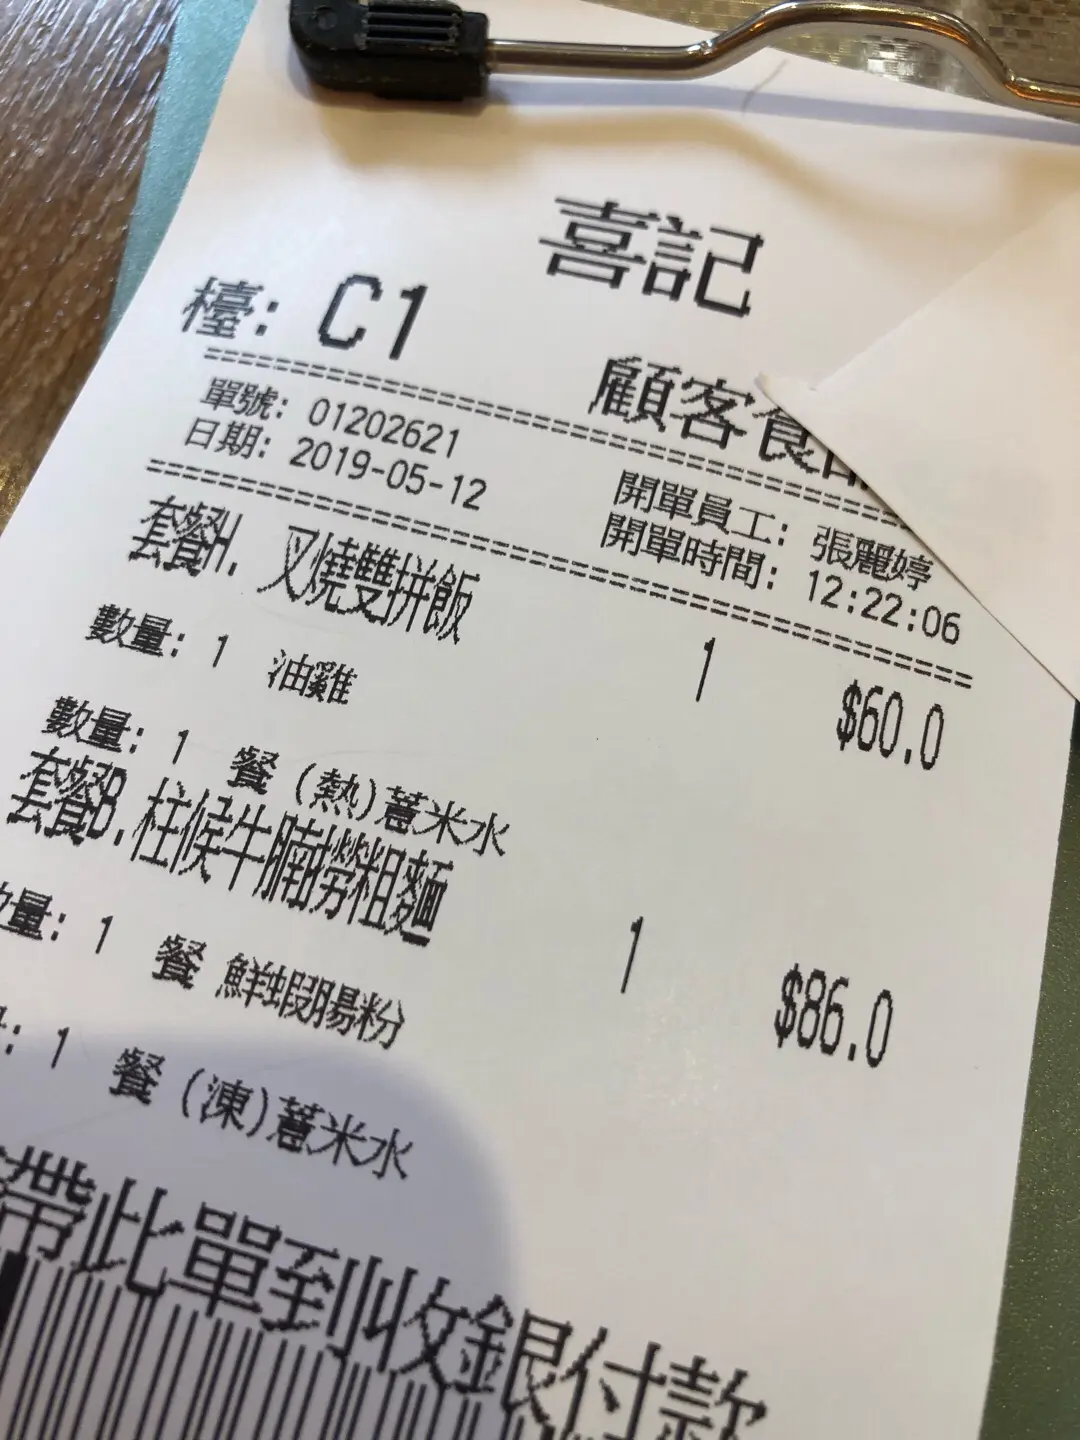 喜記
檯: C1
顧客食
單號: 01202621
開單員工: 張麗婷
日期: 2019-05-12
開單時間: 12:22:06
套餐H. 叉燒雙拼飯 1 $60.0
數量: 1 油雞
數量: 1 餐 (熱)薏米水
套餐B. 柱候牛腩撈粗麵 1 $86.0
量: 1 餐 鮮蝦腸粉
: 1 餐 (凍)薏米水
帶此單到收銀付款